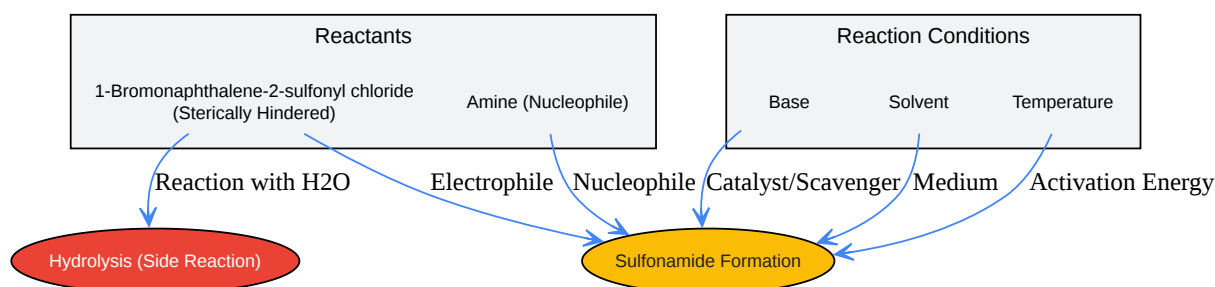 Reactants
Reaction Conditions
1-Bromonaphthalene-2-sulfonyl chloride
(Sterically Hindered)
Amine (Nucleophile)
Base
Solvent
Temperature
Reaction with H2O
Electrophile
Nucleophile
Catalyst/Scavenger
Medium
Activation Energy
Hydrolysis (Side Reaction)
Sulfonamide Formation